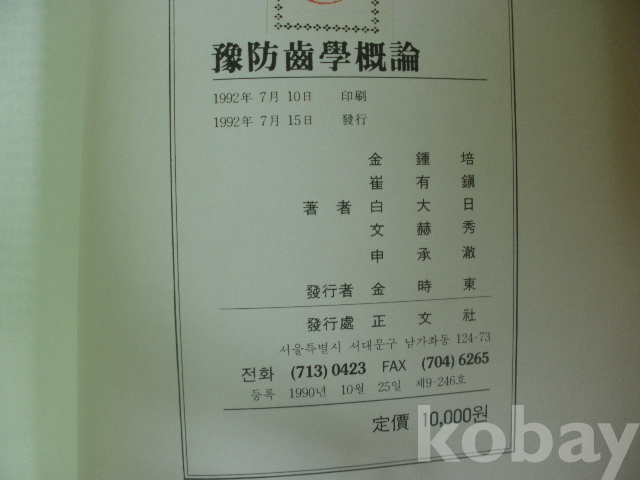 豫防齒學槪論
1992年 7月 10日 印刷
1992年 7月 15日 發行
金鍾培
崔有鎭
著者 白大日
文赫秀
申承澈
發行者 金時東
發行處 正文社
서울특별시 서대문구 남가좌동 124-73
전화 (713) 0423 FAX (704) 6265
등록 1990년 10월 25일 제9-246호
定價 10,000원
kobay